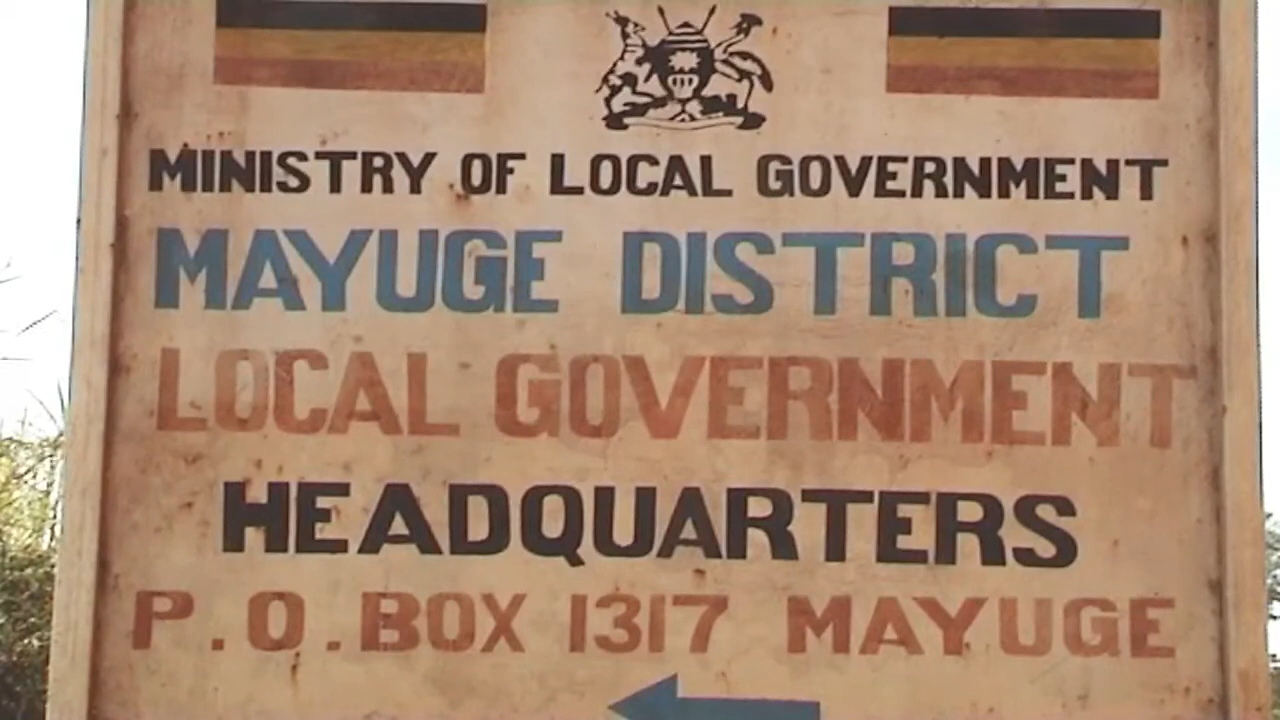 MINISTRY OF LOCAL GOVERNMENT
MAYUGE DISTRICT
LOCAL GOVERNMENT
HEADQUARTERS
P.O.BOX 1317 MAYUGE